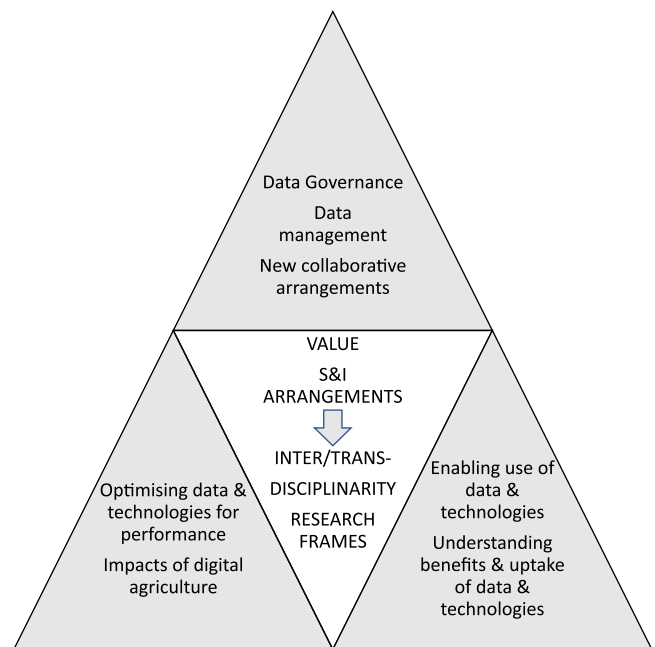 Data Governance
Data
management
New collaborative
arrangements
VALUE
S&I
ARRANGEMENTS
INTER/TRANS-
DISCIPLINARITY
RESEARCH
FRAMES
Optimising data &
technologies for
performance
Impacts of digital
agriculture
Enabling use of
data &
technologies
Understanding
benefits & uptake
of data &
technologies